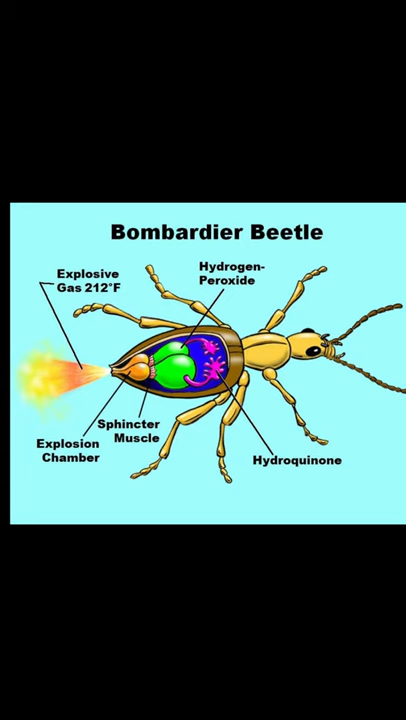 Bombardier Beetle
Explosive
Gas 212°F
Hydrogen-
Peroxide
Sphincter
Muscle
Explosion
Chamber
Hydroquinone